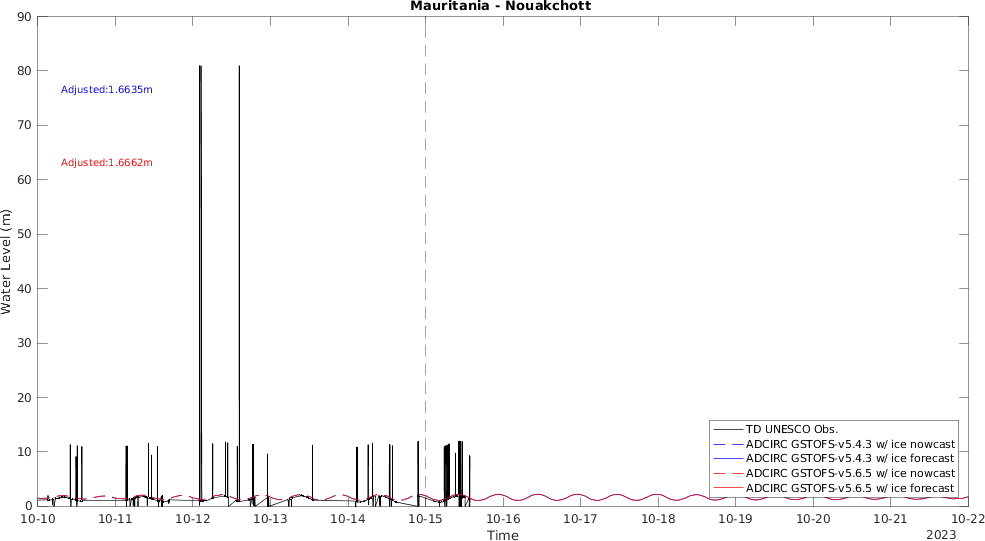 Mauritania - Nouakchott
90
80
70
60
50
40
30
20
10
0
Water Level (m)
Adjusted:1.6635m
Adjusted:1.6662m
TD UNESCO Obs.
ADCIRC GSTOFS-v5.4.3 w/ ice nowcast
ADCIRC GSTOFS-v5.4.3 w/ ice forecast
ADCIRC GSTOFS-v5.6.5 w/ ice nowcast
ADCIRC GSTOFS-v5.6.5 w/ ice forecast
10-10 10-11 10-12 10-13 10-14 10-15 10-16 10-17 10-18 10-19 10-20 10-21 10-22
Time
2023